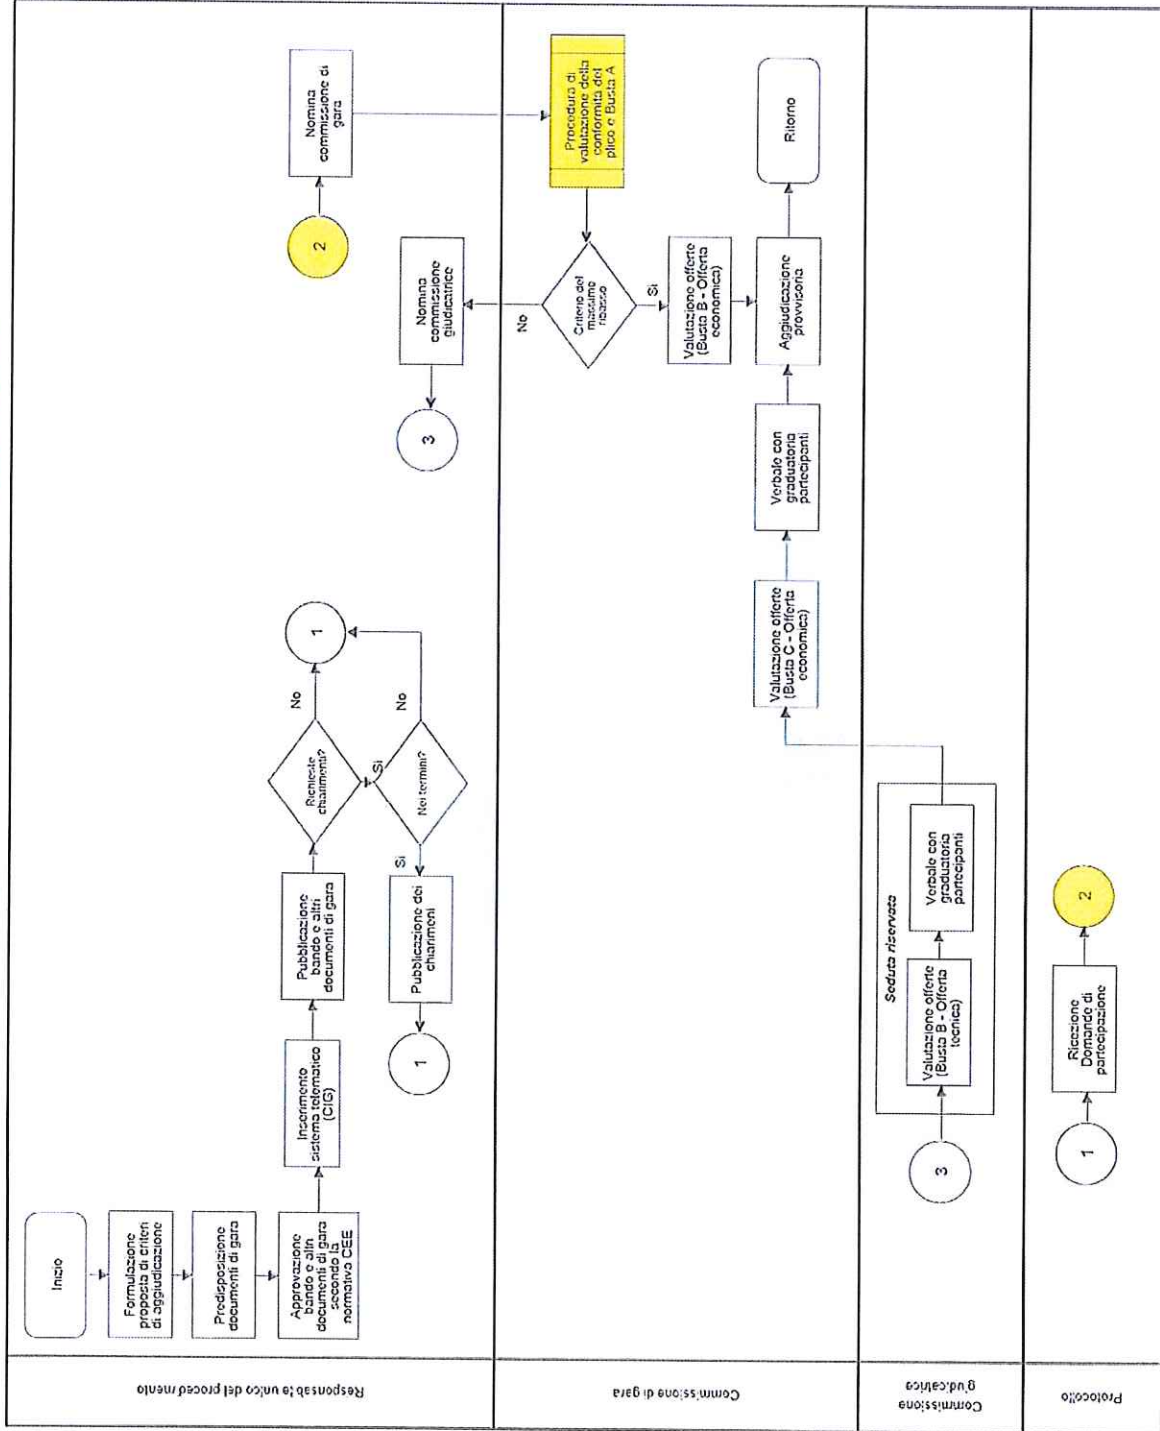 Responsabile unico del procedimento
Inizio
Formulazione
proposta di criteri
di aggiudicazione
Predisposizione
documenti di gara
Approvazione
bando e altri
documenti di gara
secondo la
normativa CEE
Inserimento
sistema telematico
(CIG)
Pubblicazione
bando e altri
documenti di gara
Richieste
chiarimenti?
No
1
Si
Nei termini?
No
Si
Pubblicazione dei
chiarimeni
1
2
Nomina
commissione di
gara
Nomina
commissione
giudicatrice
3
Commissione di gara
Procedura di
valutazione della
conformità del
plico e Busta A
Criterio del
massimo
ribasso
No
Si
Valutazione offerte
(Busta B - Offerta
economica)
Valutazione offerte
(Busta C - Offerta
economica)
Verbale con
graduatoria
partecipanti
Aggiudicazione
provvisoria
Ritorno
Commissione
giudicatrice
3
Seduta riservata
Valutazione offerte
(Busta B - Offerta
tecnica)
Verbale con
graduatoria
partecipanti
Protocollo
1
Ricezione
Domande di
partecipazione
2